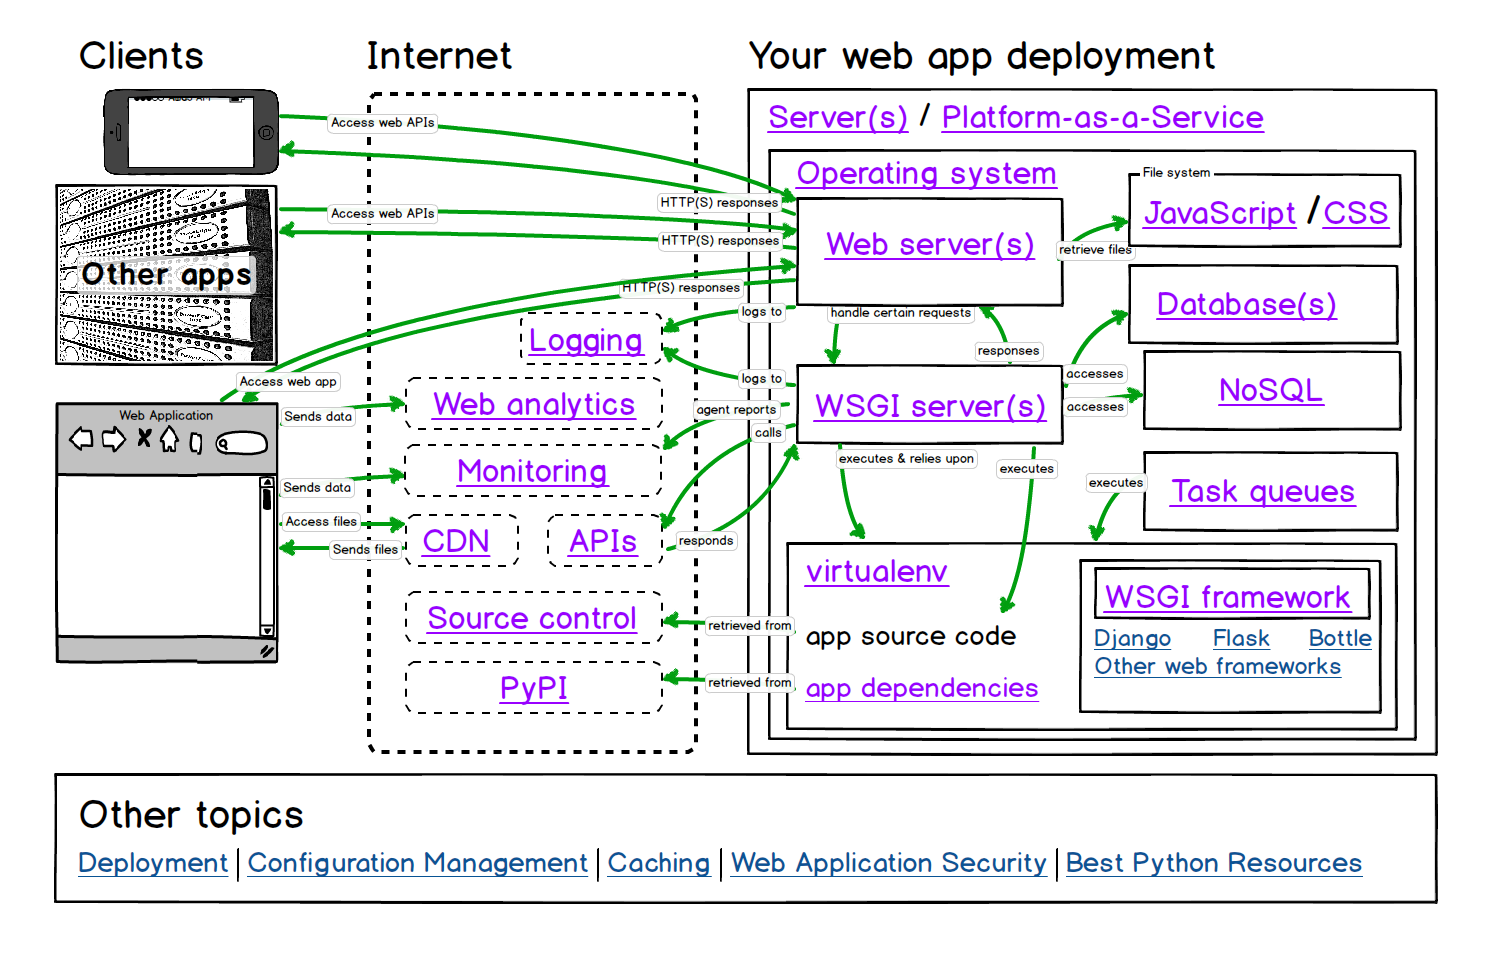 Clients
Internet
Your web app deployment
Server(s) / Platform-as-a-Service
Operating system
File system
JavaScript / CSS
Access web APIs
HTTP(S) responses
Access web APIs
HTTP(S) responses
Web server(s)
retrieve files
Other apps
HTTP(S) responses
Database(s)
logs to
handle certain requests
Logging
responses
Access web app
logs to
accesses
Web Application
Sends data
Web analytics
agent reports
WSGI server(s)
accesses
NoSQL
calls
Monitoring
executes & relies upon
executes
executes
Task queues
Sends data
Access files
CDN
APIs
responds
Sends files
virtualenv
WSGI framework
Source control
retrieved from
app source code
Django Flask Bottle
Other web frameworks
PyPI
retrieved from
app dependencies
Other topics
Deployment | Configuration Management | Caching | Web Application Security | Best Python Resources